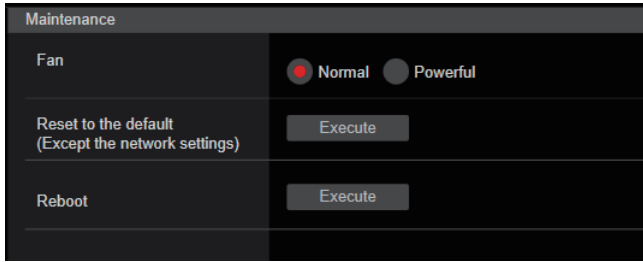 Maintenance
Fan
Normal Powerful
Reset to the default
(Except the network settings)
Execute
Reboot
Execute